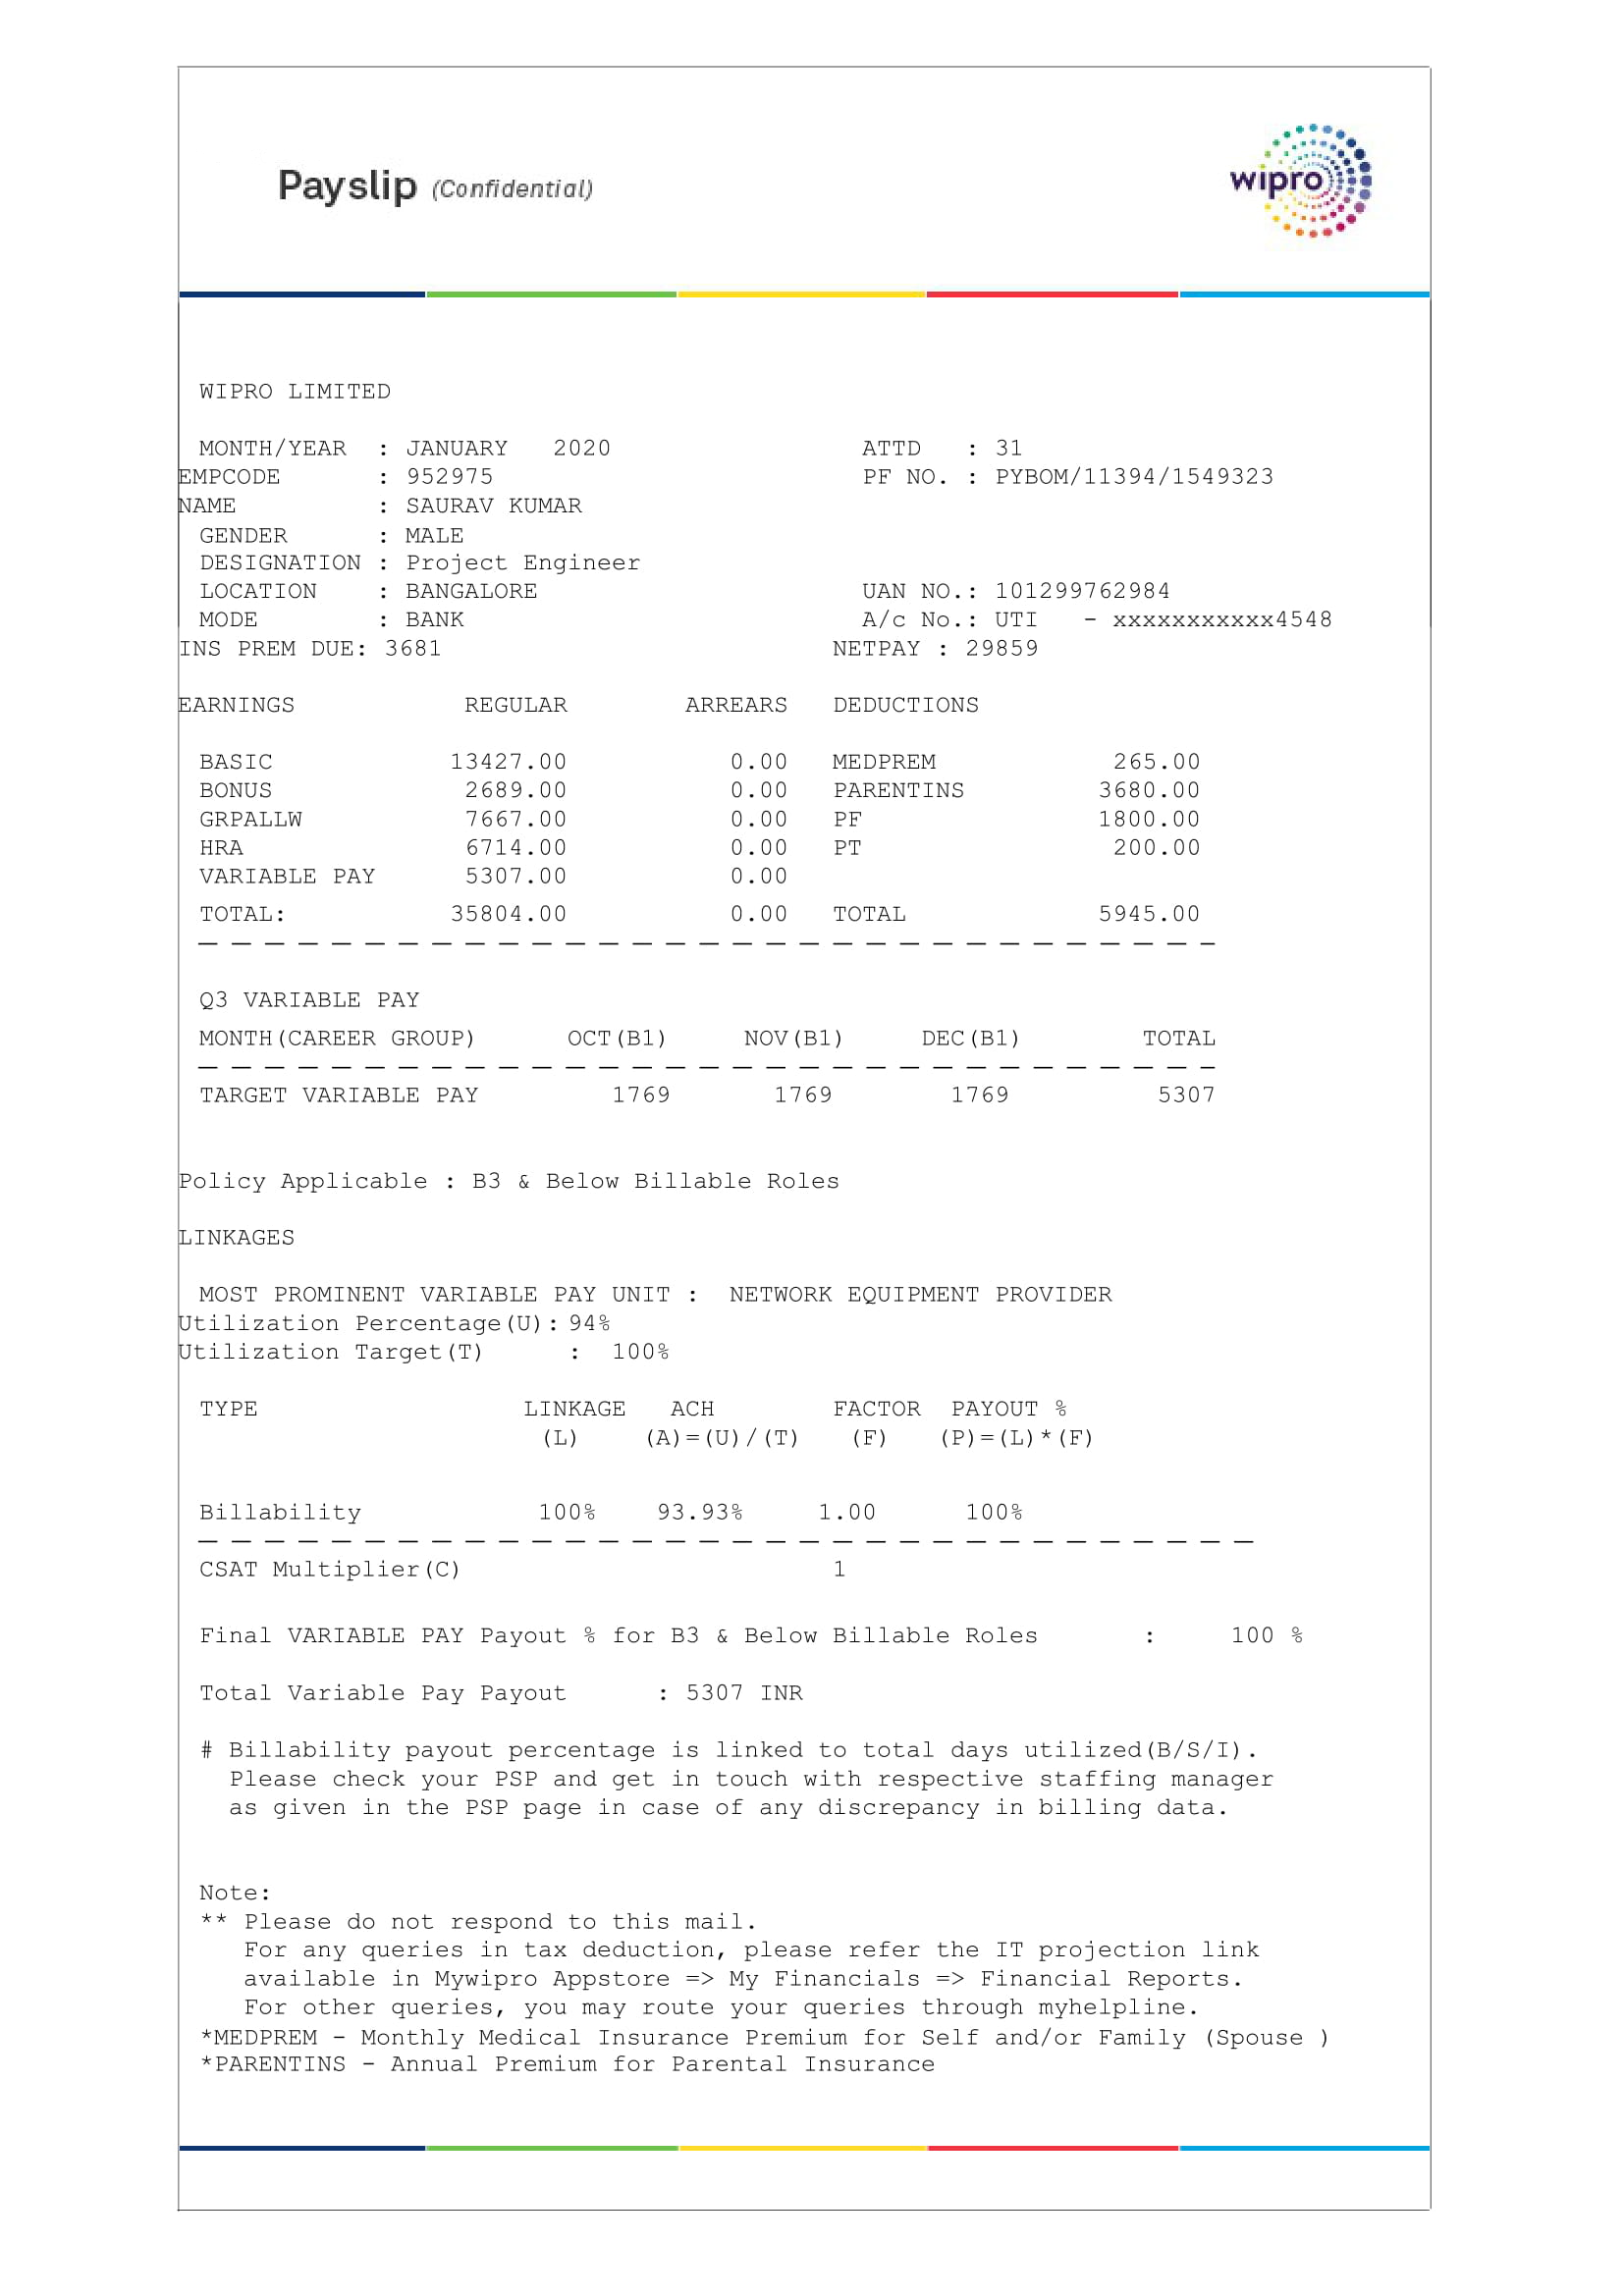 Payslip (Confidential)
wipro
WIPRO LIMITED
MONTH/YEAR : JANUARY 2020 ATTD : 31
EMPCODE : 952975 PF NO. : PYBOM/11394/1549323
NAME : SAURAV KUMAR
GENDER : MALE
DESIGNATION : Project Engineer
LOCATION : BANGALORE UAN NO.: 101299762984
MODE : BANK A/c No.: UTI - xxxxxxxxxxx4548
INS PREM DUE: 3681 NETPAY : 29859
EARNINGS REGULAR ARREARS DEDUCTIONS
BASIC 13427.00 0.00 MEDPREM 265.00
BONUS 2689.00 0.00 PARENTINS 3680.00
GRPALLW 7667.00 0.00 PF 1800.00
HRA 6714.00 0.00 PT 200.00
VARIABLE PAY 5307.00 0.00
TOTAL: 35804.00 0.00 TOTAL 5945.00
Q3 VARIABLE PAY
MONTH(CAREER GROUP) OCT(B1) NOV(B1) DEC(B1) TOTAL
TARGET VARIABLE PAY 1769 1769 1769 5307
Policy Applicable : B3 & Below Billable Roles
LINKAGES
MOST PROMINENT VARIABLE PAY UNIT : NETWORK EQUIPMENT PROVIDER
Utilization Percentage(U): 94%
Utilization Target(T) : 100%
TYPE LINKAGE ACH FACTOR PAYOUT %
(L) (A)=(U)/(T) (F) (P)=(L)*(F)
Billability 100% 93.93% 1.00 100%
CSAT Multiplier(C) 1
Final VARIABLE PAY Payout % for B3 & Below Billable Roles : 100 %
Total Variable Pay Payout : 5307 INR
# Billability payout percentage is linked to total days utilized(B/S/I).
Please check your PSP and get in touch with respective staffing manager
as given in the PSP page in case of any discrepancy in billing data.
Note:
** Please do not respond to this mail.
For any queries in tax deduction, please refer the IT projection link
available in Mywipro Appstore => My Financials => Financial Reports.
For other queries, you may route your queries through myhelpline.
*MEDPREM - Monthly Medical Insurance Premium for Self and/or Family (Spouse )
*PARENTINS - Annual Premium for Parental Insurance